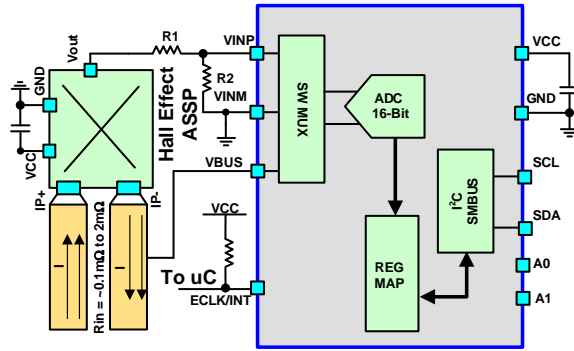 Vout
R1
VINP
R2
VINM
VBUS
GND
VCC
Hall Effect
ASSP
IP+
IP-
I
I
Rin = ~0.1mΩ to 2mΩ
VCC
To uC
ECLK/INT
SW MUX
ADC
16-Bit
REG
MAP
I²C
SMBUS
VCC
GND
SCL
SDA
A0
A1